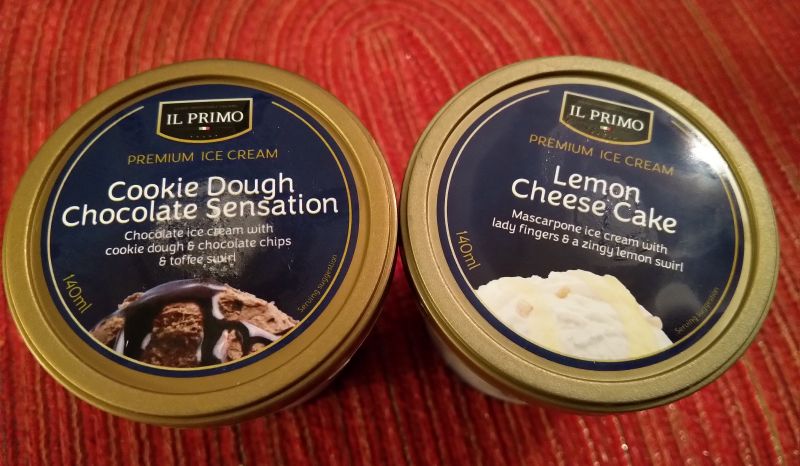 IL PRIMO
PREMIUM ICE CREAM
Cookie Dough
Chocolate Sensation
Chocolate ice cream with
cookie dough & chocolate chips
& toffee swirl
140ml
Serving suggestion
IL PRIMO
PREMIUM ICE CREAM
Lemon
Cheese Cake
Mascarpone ice cream with
lady fingers & a zingy lemon swirl
140ml
Serving suggestion